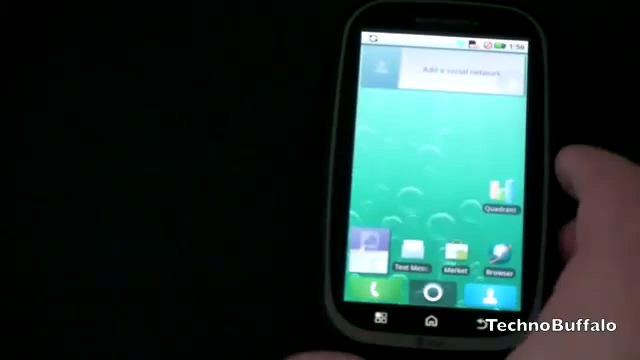 1:56
Add a social network
Quadrant
Text Mess
Market
Browser
TechnoBuffalo